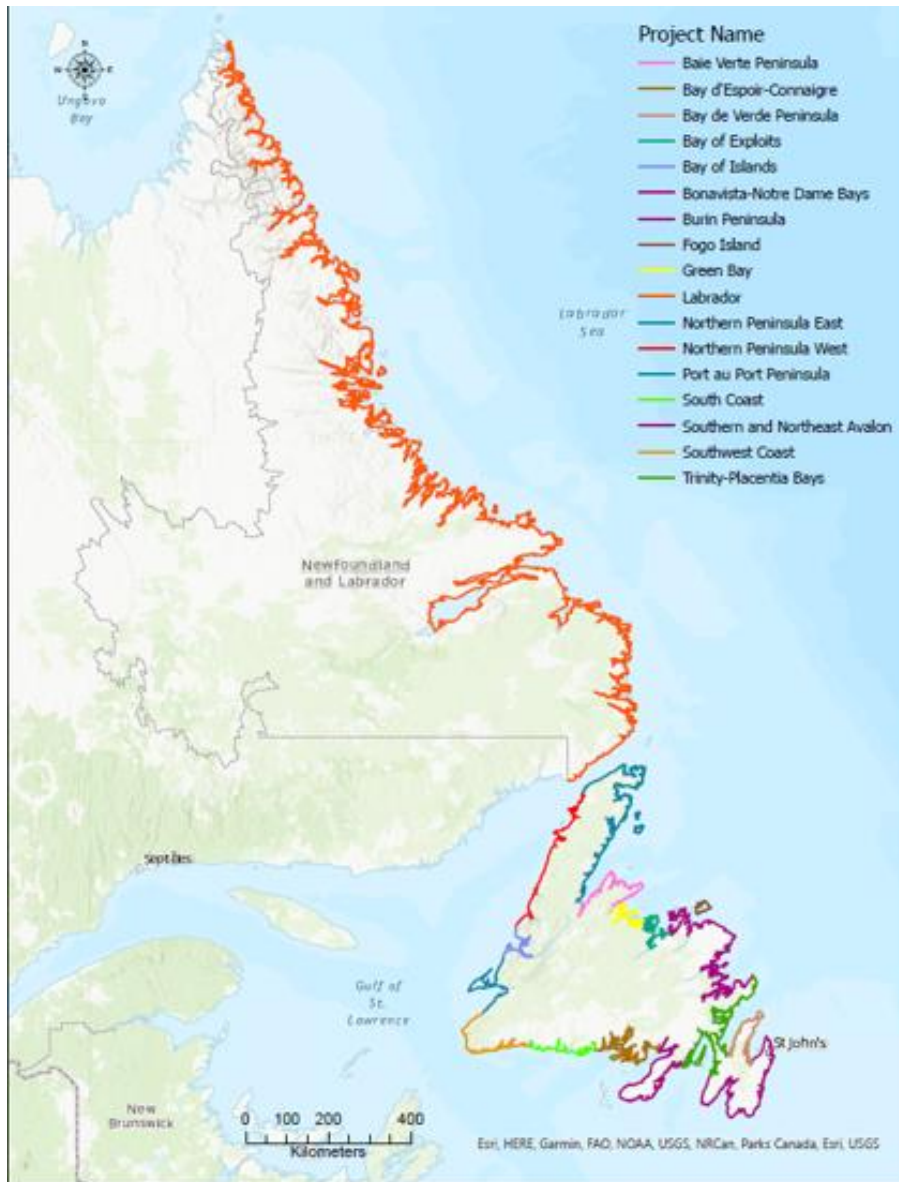 Project Name
Baie Verte Peninsula
Bay d'Espoir-Connaigre
Bay de Verde Peninsula
Bay of Exploits
Bay of Islands
Bonavista-Notre Dame Bays
Burin Peninsula
Fogo Island
Green Bay
Labrador
Northern Peninsula East
Northern Peninsula West
Port au Port Peninsula
South Coast
Southern and Northeast Avalon
Southwest Coast
Trinity-Placentia Bays
N
W
E
S
Ungava
Bay
Labrador
Sea
Newfoundland
and Labrador
Sept-Îles
Gulf of
St.
Lawrence
St John's
New
Brunswick
0 100 200 400
Kilometers
Esri, HERE, Garmin, FAO, NOAA, USGS, NRCan, Parks Canada, Esri, USGS